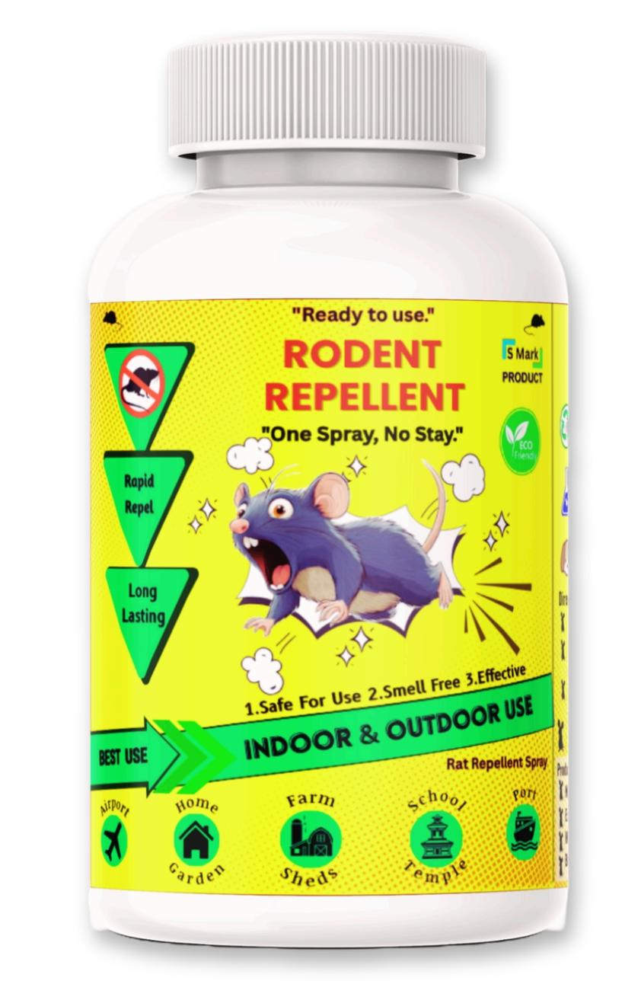 "Ready to use."
RODENT
REPELLENT
"One Spray, No Stay."
S Mark
PRODUCT
ECO
Friendly
Rapid
Repel
Long
Lasting
1.Safe For Use 2.Smell Free 3.Effective
BEST USE
INDOOR & OUTDOOR USE
Rat Repellent Spray
Airport
Home
Garden
Farm
Sheds
School
Temple
Port